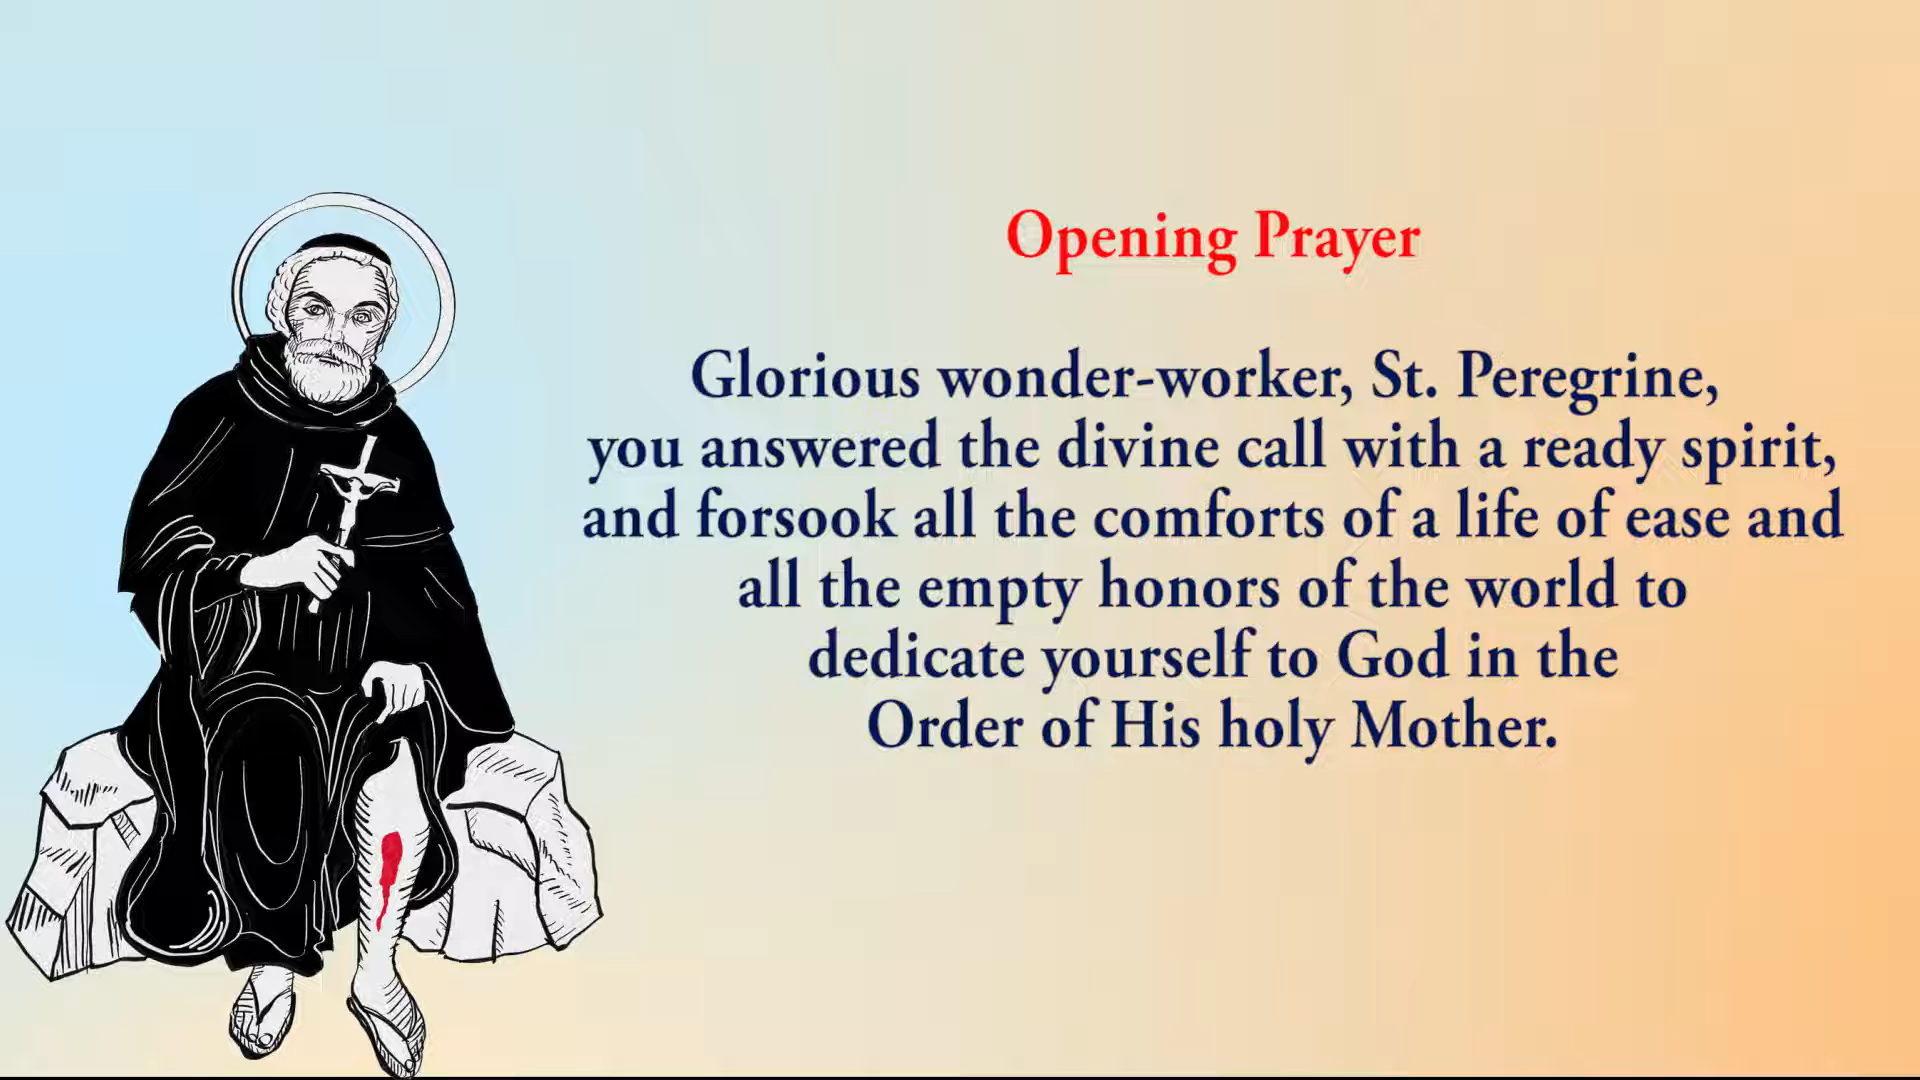 Opening Prayer
Glorious wonder-worker, St. Peregrine,
you answered the divine call with a ready spirit,
and forsook all the comforts of a life of ease and
all the empty honors of the world to
dedicate yourself to God in the
Order of His holy Mother.